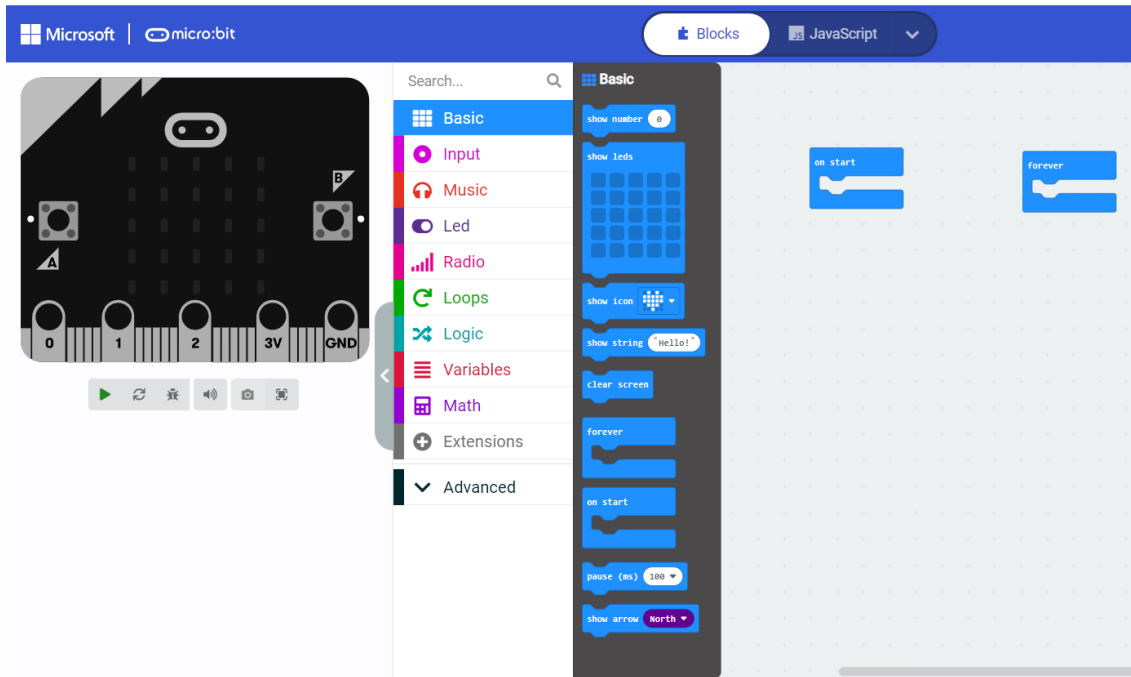 Microsoft micro:bit
Blocks
JS JavaScript
B
A
0 1 2 3V GND
Search...
Basic
Input
Music
Led
Radio
Loops
Logic
Variables
Math
Extensions
Advanced
Basic
show number 0
show leds
show icon
show string "Hello!"
clear screen
forever
on start
pause (ms) 100
show arrow North
on start
forever